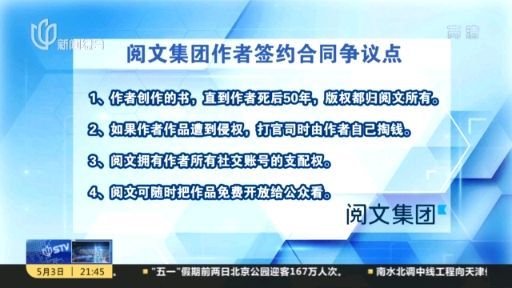 新闻综合
高清
阅文集团作者签约合同争议点
1、作者创作的书，直到作者死后50年，版权都归阅文所有。
2、如果作者作品遭到侵权，打官司时由作者自己掏钱。
3、阅文拥有作者所有社交账号的支配权。
4、阅文可随时把作品免费开放给公众看。
阅文集团
STV
5月3日 21:45
"五一"假期前两日北京公园迎客167万人次。
南水北调中线工程向天津